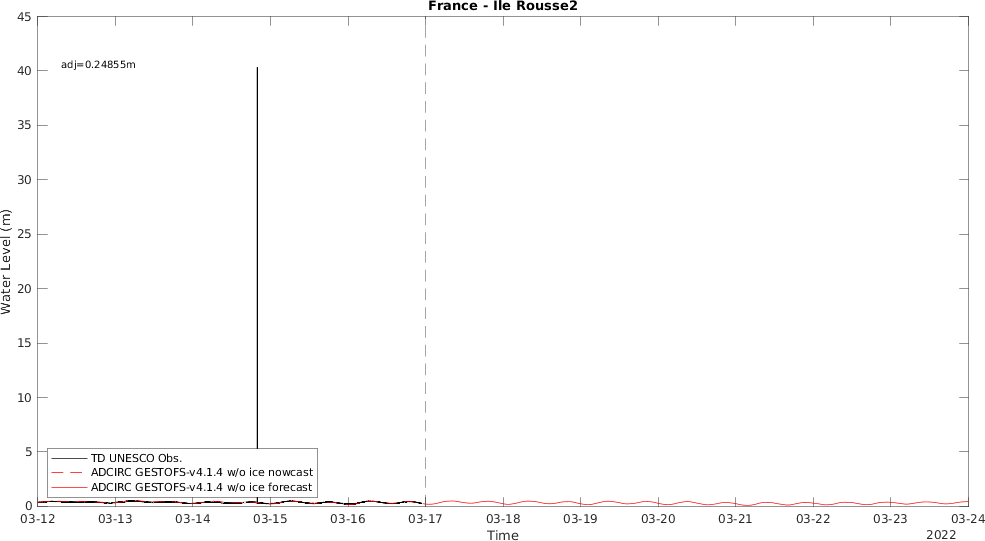 France - Ile Rousse2
adj=0.24855m
45
40
35
30
25
20
15
10
5
0
Water Level (m)
TD UNESCO Obs.
ADCIRC GESTOFS-v4.1.4 w/o ice nowcast
ADCIRC GESTOFS-v4.1.4 w/o ice forecast
03-12 03-13 03-14 03-15 03-16 03-17 03-18 03-19 03-20 03-21 03-22 03-23 03-24
Time
2022